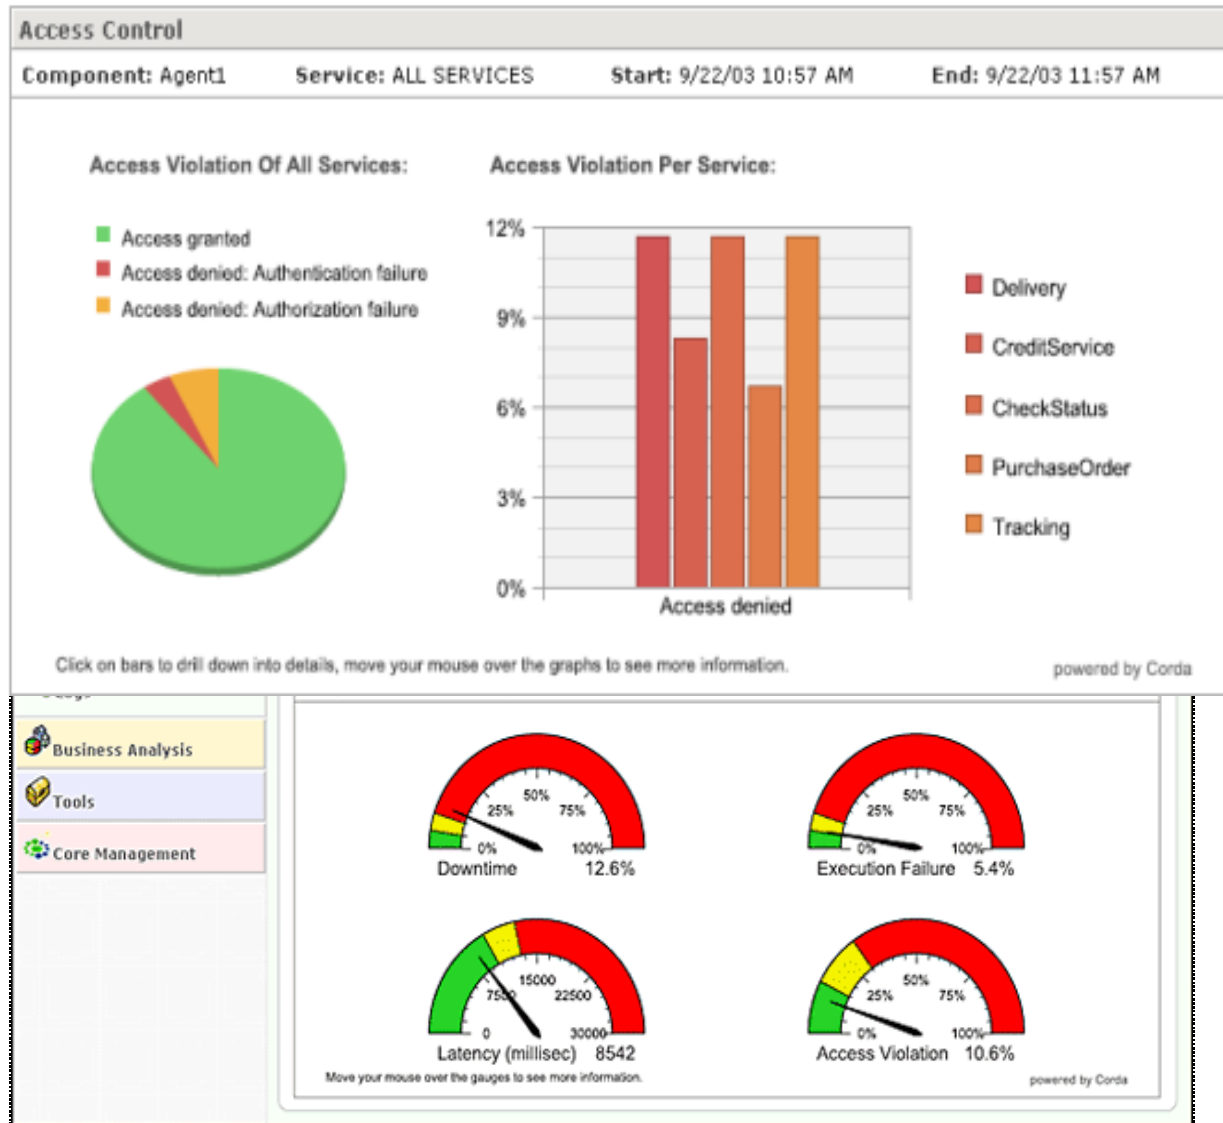 Access Control
Component: Agent1 Service: ALL SERVICES Start: 9/22/03 10:57 AM End: 9/22/03 11:57 AM
Access Violation Of All Services:
Access granted
Access denied: Authentication failure
Access denied: Authorization failure
Access Violation Per Service:
12%
9%
6%
3%
0%
Access denied
Delivery
CreditService
CheckStatus
PurchaseOrder
Tracking
Click on bars to drill down into details, move your mouse over the graphs to see more information.
powered by Corda
Business Analysis
Tools
Core Management
0%
25%
50%
75%
100%
Downtime 12.6%
0%
25%
50%
75%
100%
Execution Failure 5.4%
0
7500
15000
22500
30000
Latency (millisec) 8542
0%
25%
50%
75%
100%
Access Violation 10.6%
Move your mouse over the gauges to see more information.
powered by Corda